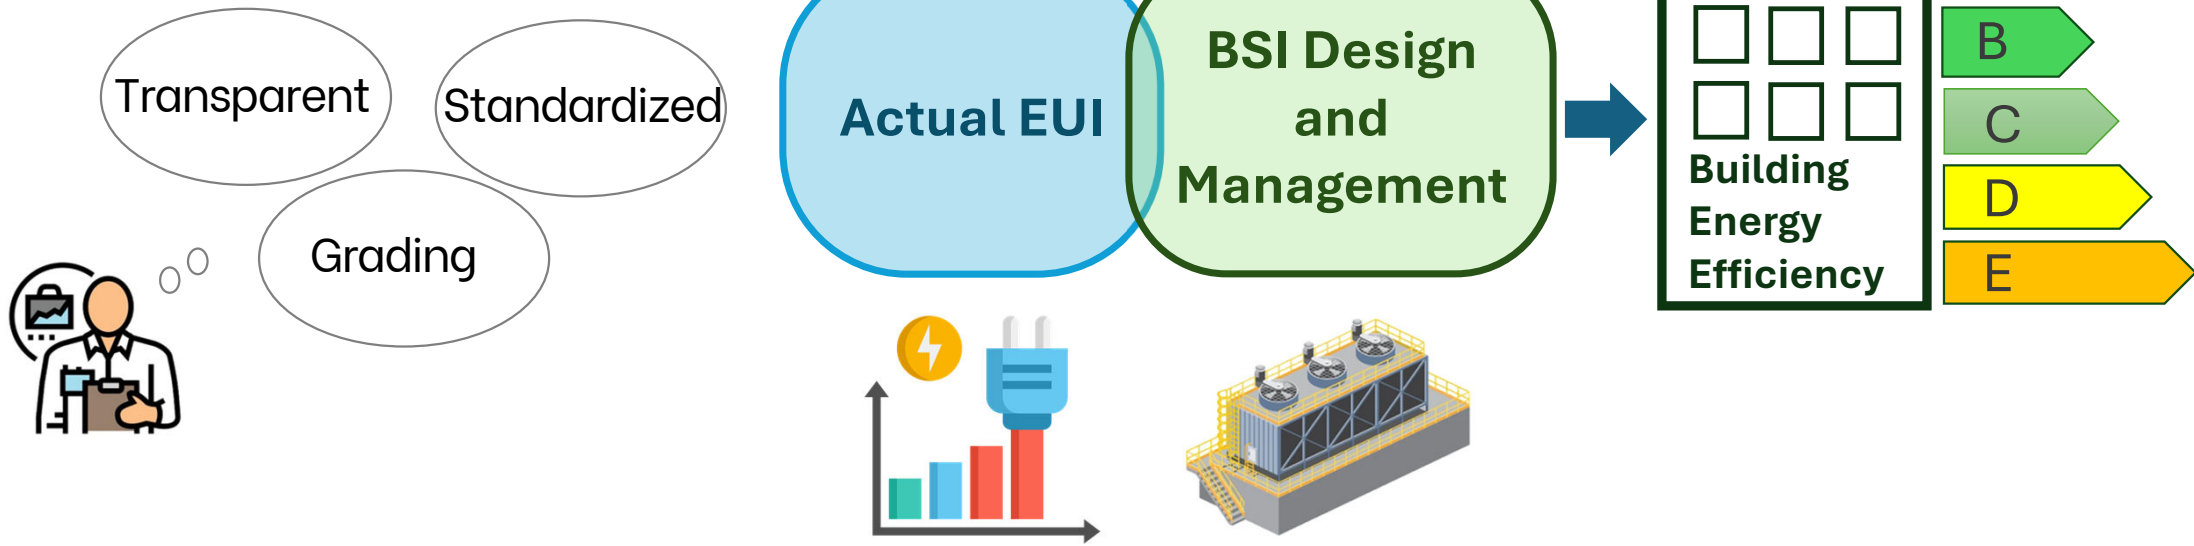 Transparent
Standardized
Grading
Actual EUI
BSI Design
and
Management
Building
Energy
Efficiency
B
C
D
E